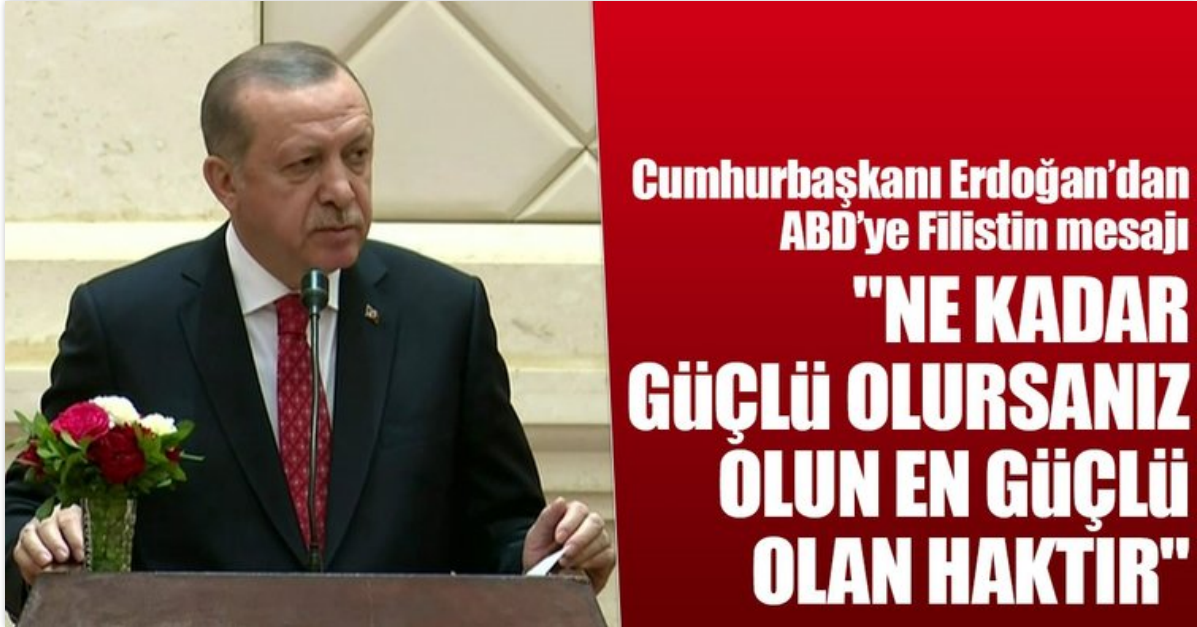 Cumhurbaşkanı Erdoğan’dan
ABD’ye Filistin mesajı
"NE KADAR
GÜÇLÜ OLURSANIZ
OLUN EN GÜÇLÜ
OLAN HAKTIR"